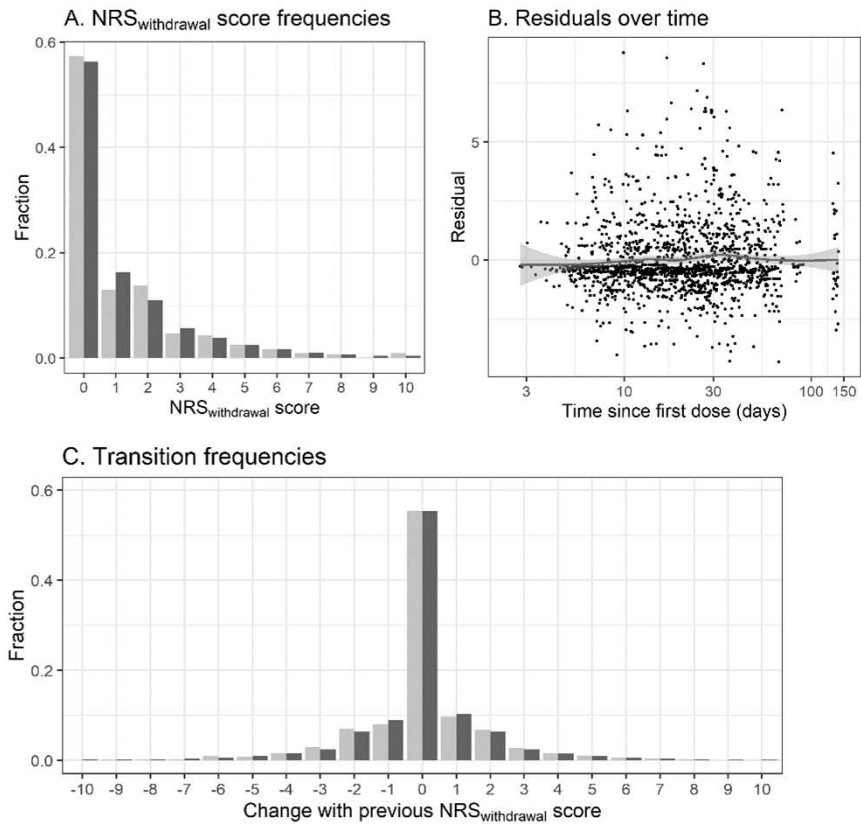 A. NRSwithdrawal score frequencies
0.6
0.4
0.2
0.0
Fraction
0 1 2 3 4 5 6 7 8 9 10
NRSwithdrawal score
B. Residuals over time
5
0
Residual
3 10 30 100 150
Time since first dose (days)
C. Transition frequencies
0.6
0.4
0.2
0.0
Fraction
-10 -9 -8 -7 -6 -5 -4 -3 -2 -1 0 1 2 3 4 5 6 7 8 9 10
Change with previous NRSwithdrawal score